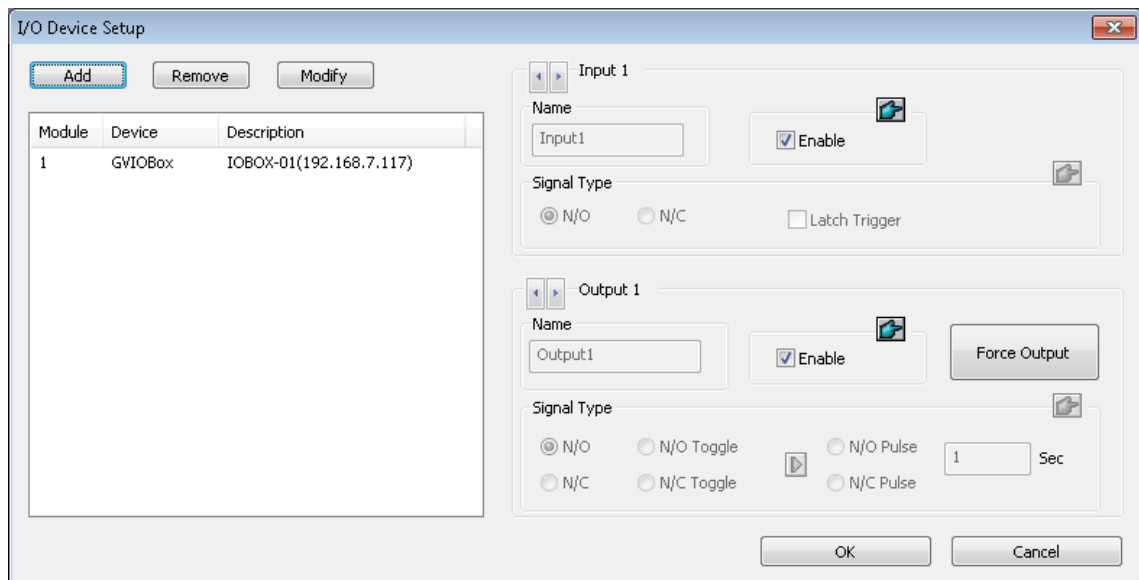 I/O Device Setup
Add Remove Modify
Module Device Description
1 GVIOBox IOBOX-01(192.168.7.117)
Input 1
Name
Input1
Enable
Signal Type
N/O N/C Latch Trigger
Output 1
Name
Output1
Enable
Force Output
Signal Type
N/O N/O Toggle N/O Pulse
1 Sec
N/C N/C Toggle N/C Pulse
OK Cancel